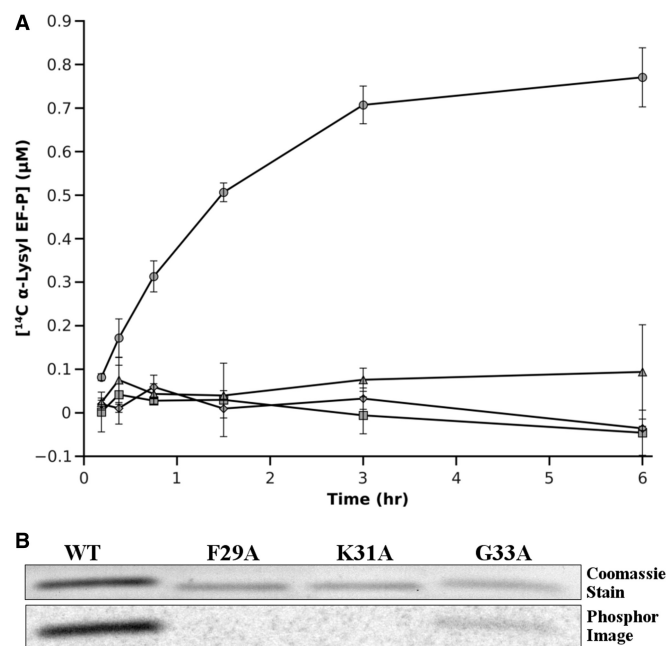 A
[¹⁴C α-Lysyl EF-P] (μM)
0.9
0.8
0.7
0.6
0.5
0.4
0.3
0.2
0.1
0
−0.1
0 1 2 3 4 5 6
Time (hr)
B
WT F29A K31A G33A
Coomassie
Stain
Phosphor
Image